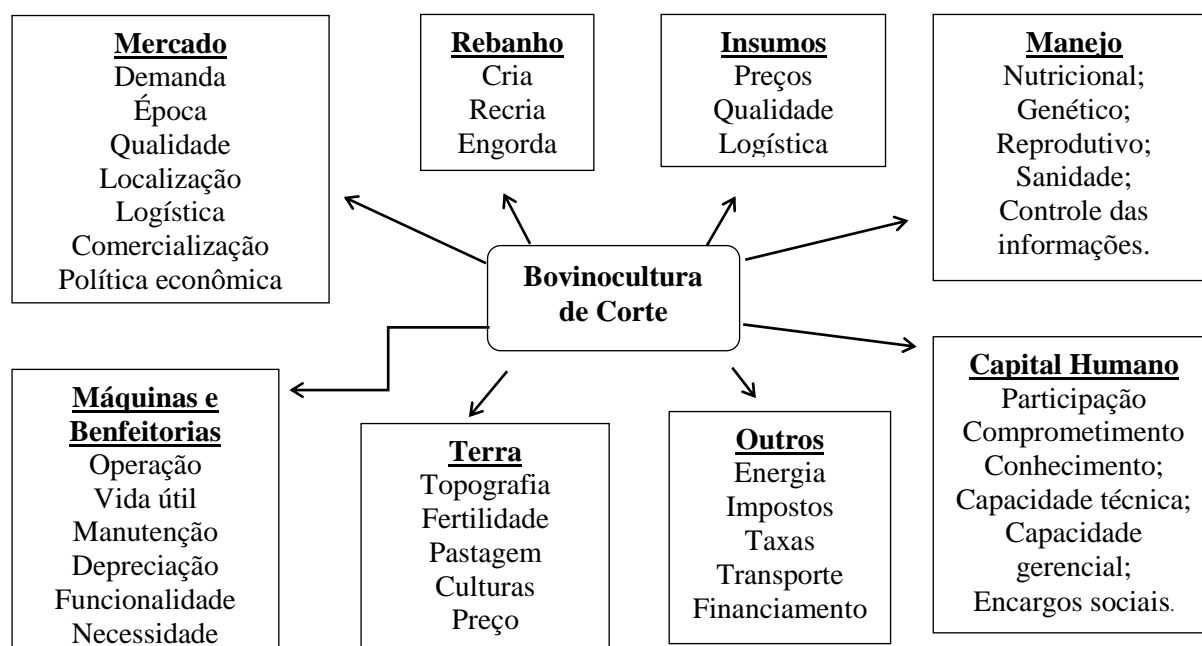 Mercado
Demanda
Época
Qualidade
Localização
Logística
Comercialização
Política econômica
Rebanho
Cria
Recria
Engorda
Insumos
Preços
Qualidade
Logística
Manejo
Nutricional;
Genético;
Reprodutivo;
Sanidade;
Controle das
informações.
Bovinocultura
de Corte
Máquinas e
Benfeitorias
Operação
Vida útil
Manutenção
Depreciação
Funcionalidade
Necessidade
Terra
Topografia
Fertilidade
Pastagem
Culturas
Preço
Outros
Energia
Impostos
Taxas
Transporte
Financiamento
Capital Humano
Participação
Comprometimento
Conhecimento;
Capacidade técnica;
Capacidade
gerencial;
Encargos sociais.